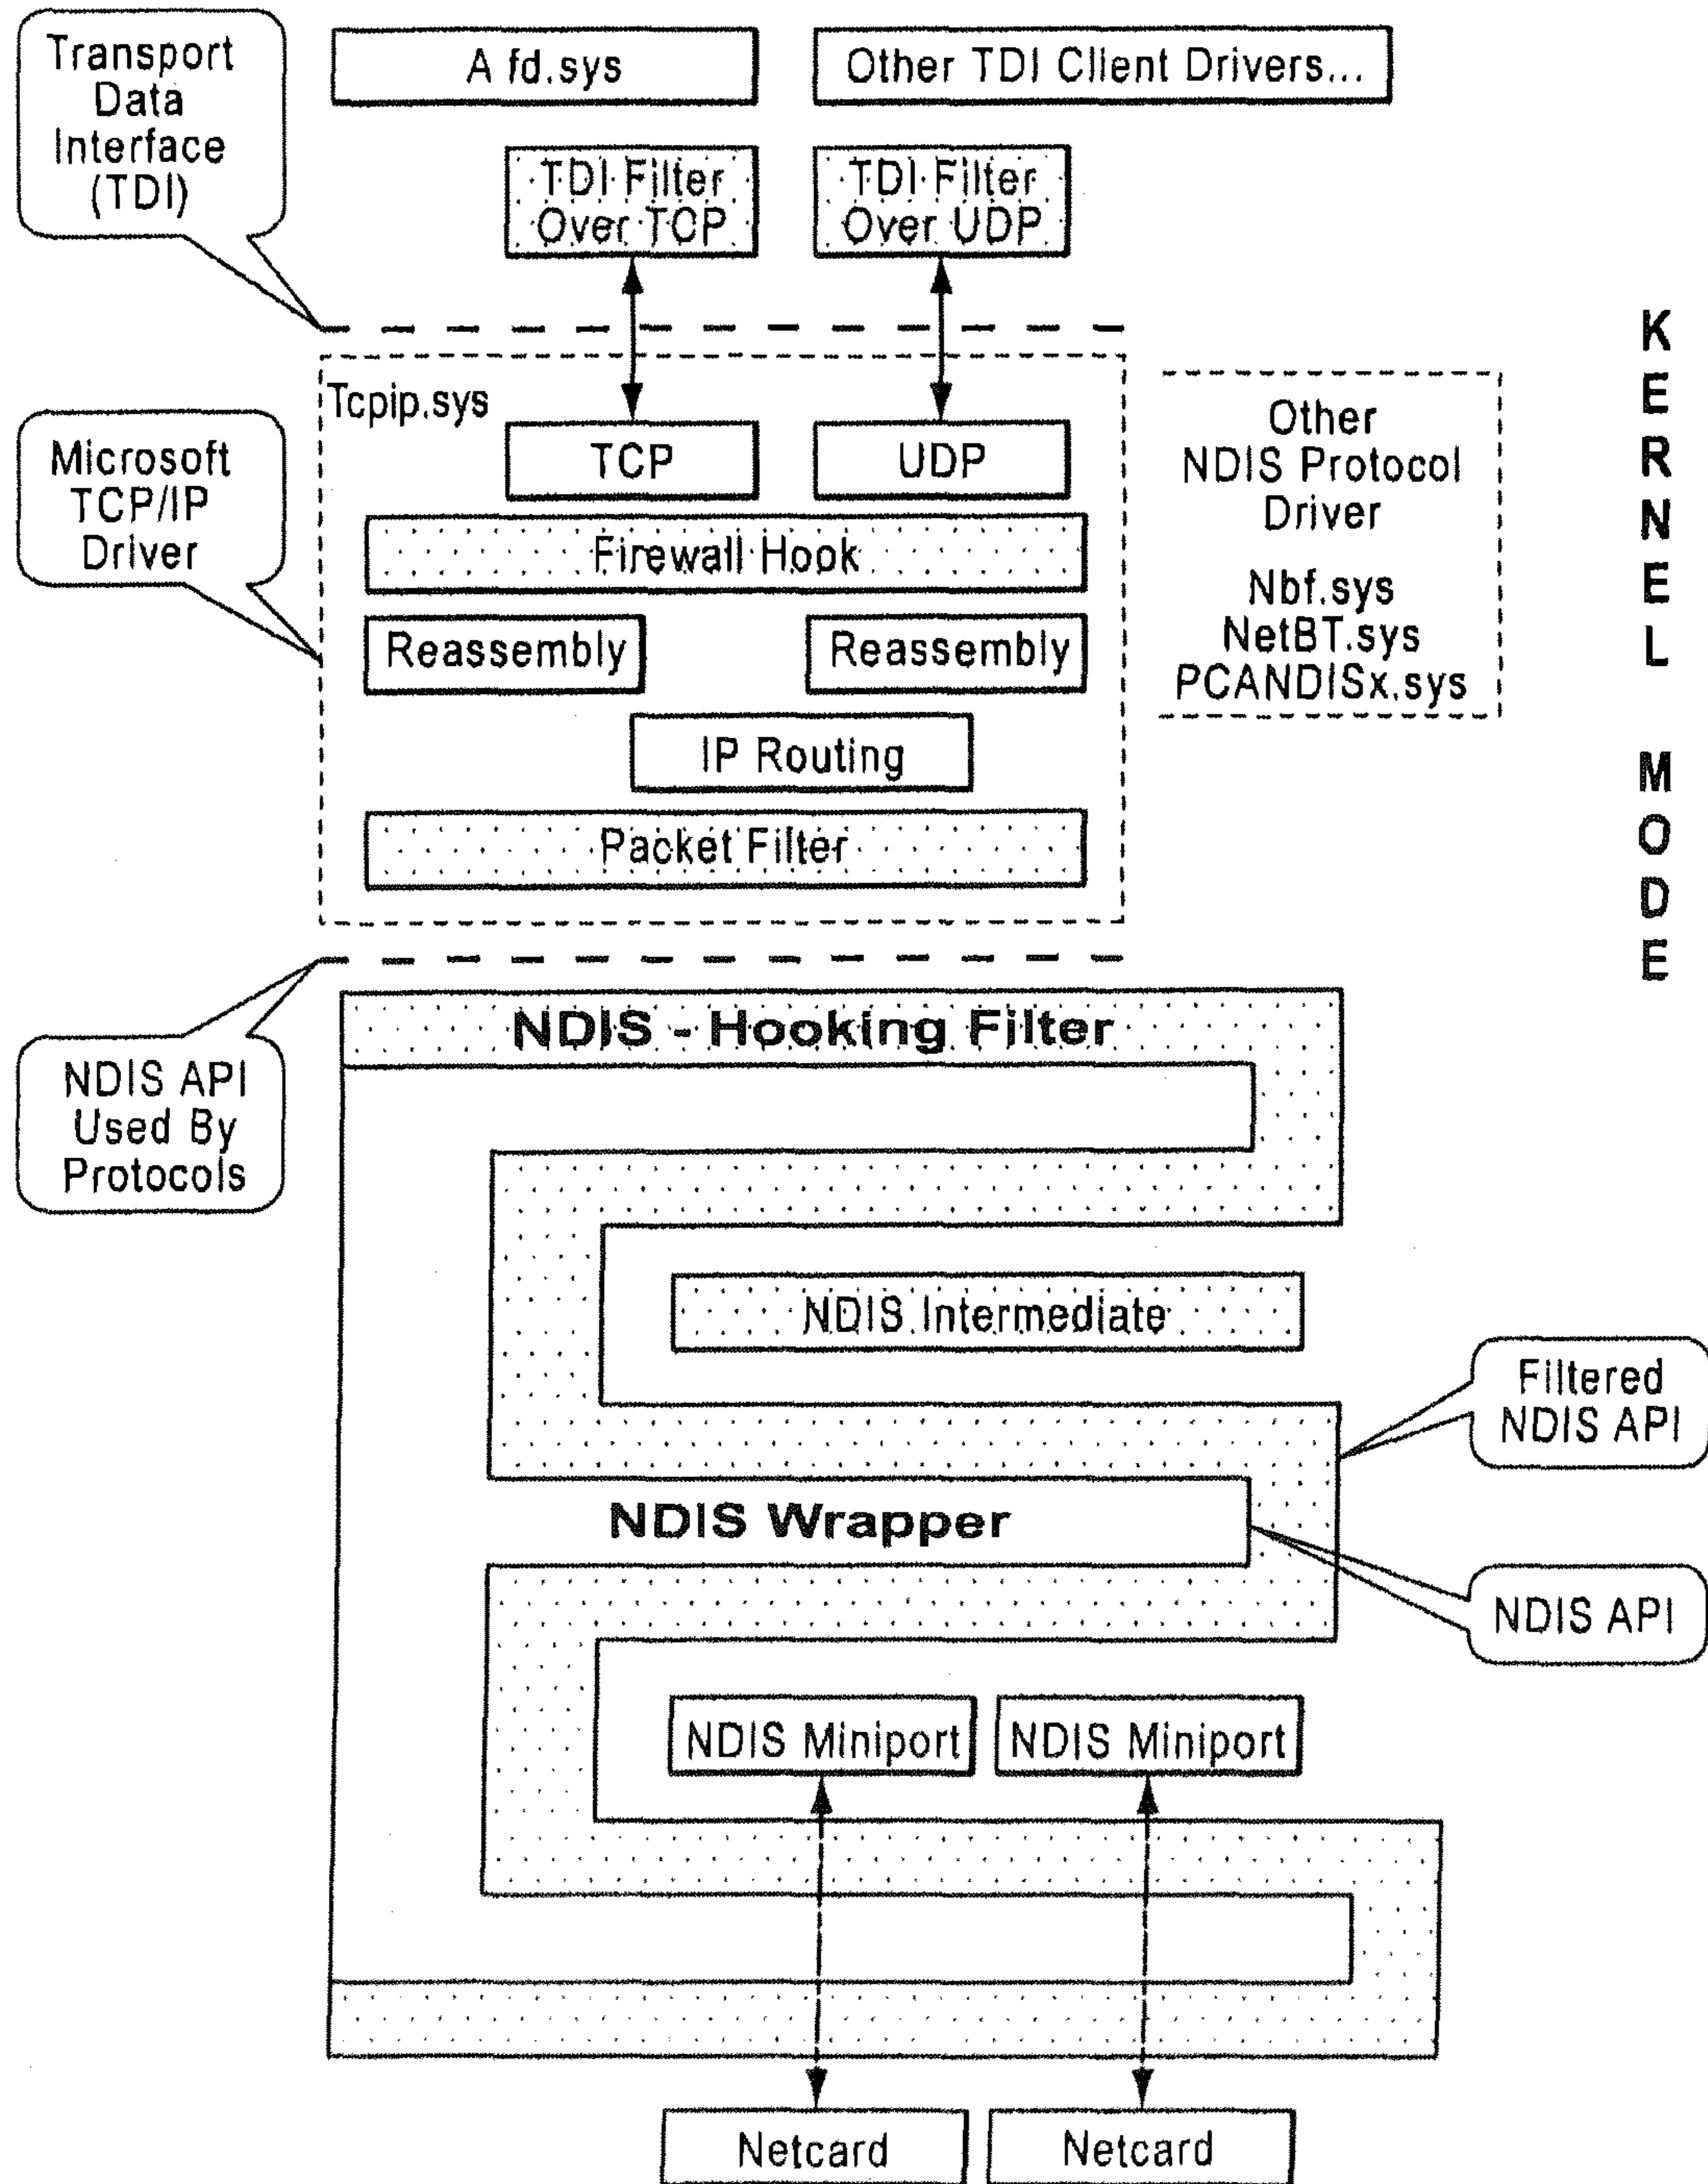 Transport
Data
Interface
(TDI)
A fd.sys
Other TDI Client Drivers...
TDI Filter
Over TCP
TDI Filter
Over UDP
Tcpip.sys
TCP
UDP
Microsoft
TCP/IP
Driver
Firewall Hook
Reassembly
Reassembly
IP Routing
Packet Filter
Other
NDIS Protocol
Driver
Nbf.sys
NetBT.sys
PCANDISx.sys
KERNEL
MODE
NDIS API
Used By
Protocols
NDIS - Hooking Filter
NDIS Intermediate
Filtered
NDIS API
NDIS Wrapper
NDIS API
NDIS Miniport
NDIS Miniport
Netcard
Netcard